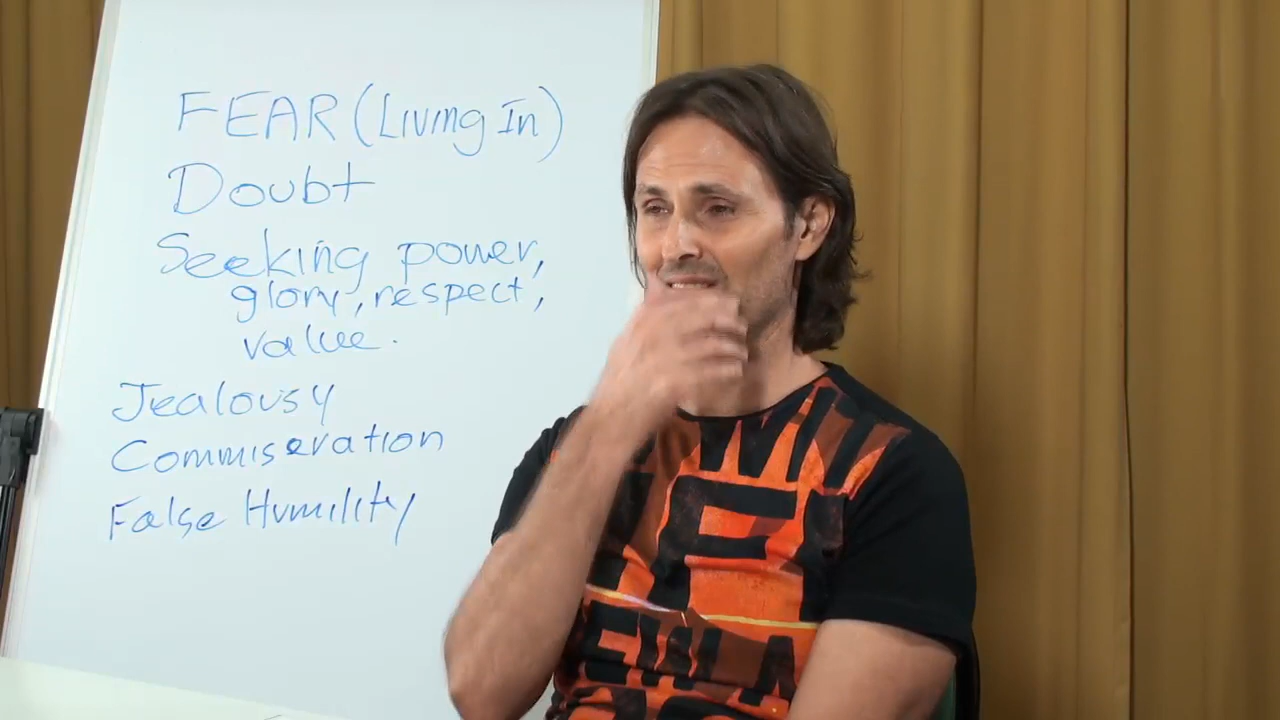 FEAR (Living In)
Doubt
Seeking power,
glory, respect,
value.
Jealousy
Commiseration
False Humility